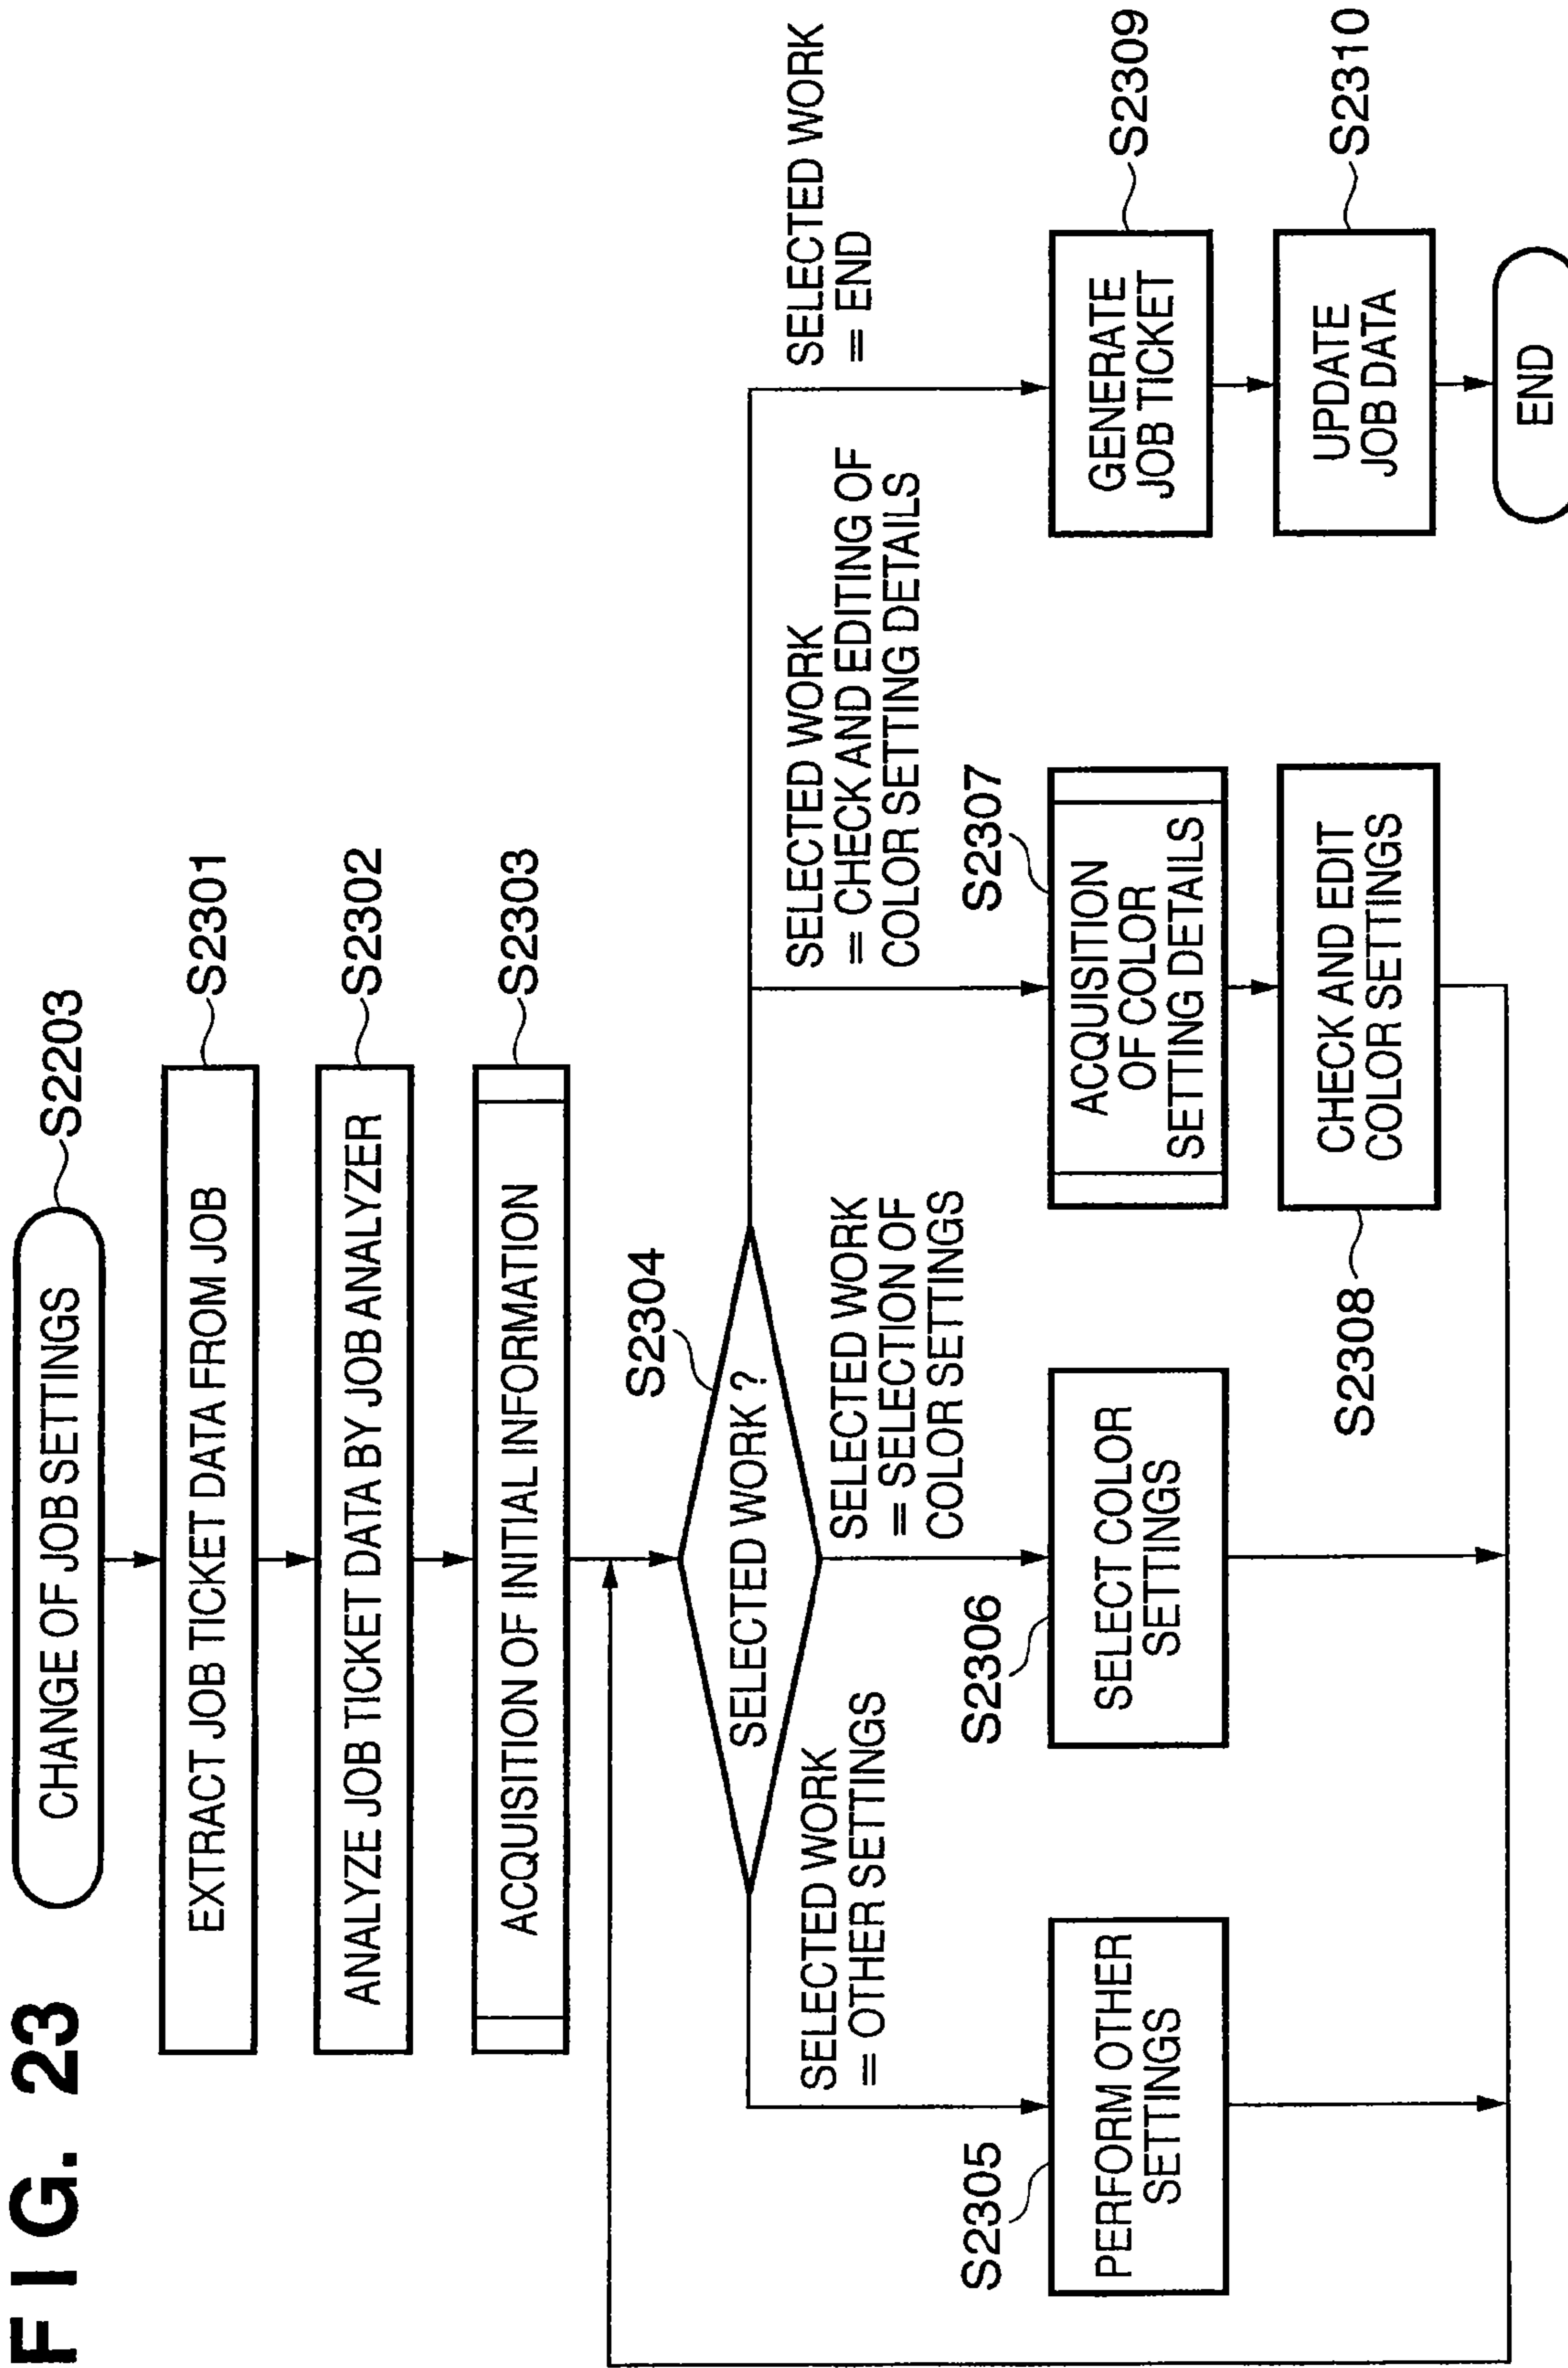 FIG. 23
CHANGE OF JOB SETTINGS
S2203
EXTRACT JOB TICKET DATA FROM JOB
S2301
ANALYZE JOB TICKET DATA BY JOB ANALYZER
S2302
ACQUISITION OF INITIAL INFORMATION
S2303
S2304
SELECTED WORK ?
SELECTED WORK
= OTHER SETTINGS
SELECTED WORK
= SELECTION OF
COLOR SETTINGS
SELECTED WORK
= CHECK AND EDITING OF
COLOR SETTING DETAILS
SELECTED WORK
= END
S2305
PERFORM OTHER
SETTINGS
S2306
SELECT COLOR
SETTINGS
S2307
ACQUISITION
OF COLOR
SETTING DETAILS
S2308
CHECK AND EDIT
COLOR SETTINGS
GENERATE
JOB TICKET
S2309
UPDATE
JOB DATA
S2310
END